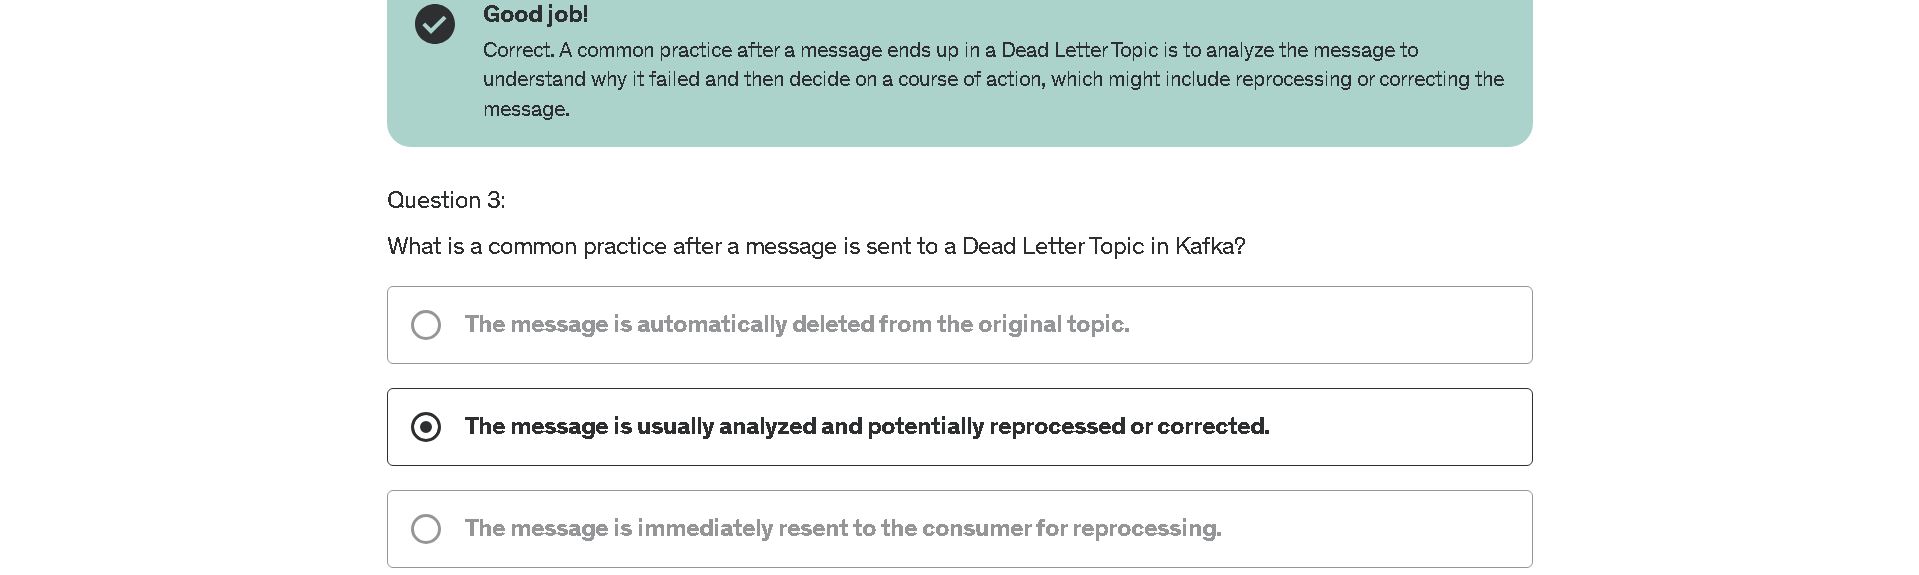 Good job!
Correct. A common practice after a message ends up in a Dead Letter Topic is to analyze the message to
understand why it failed and then decide on a course of action, which might include reprocessing or correcting the
message.
Question 3:
What is a common practice after a message is sent to a Dead Letter Topic in Kafka?
The message is automatically deleted from the original topic.
The message is usually analyzed and potentially reprocessed or corrected.
The message is immediately resent to the consumer for reprocessing.